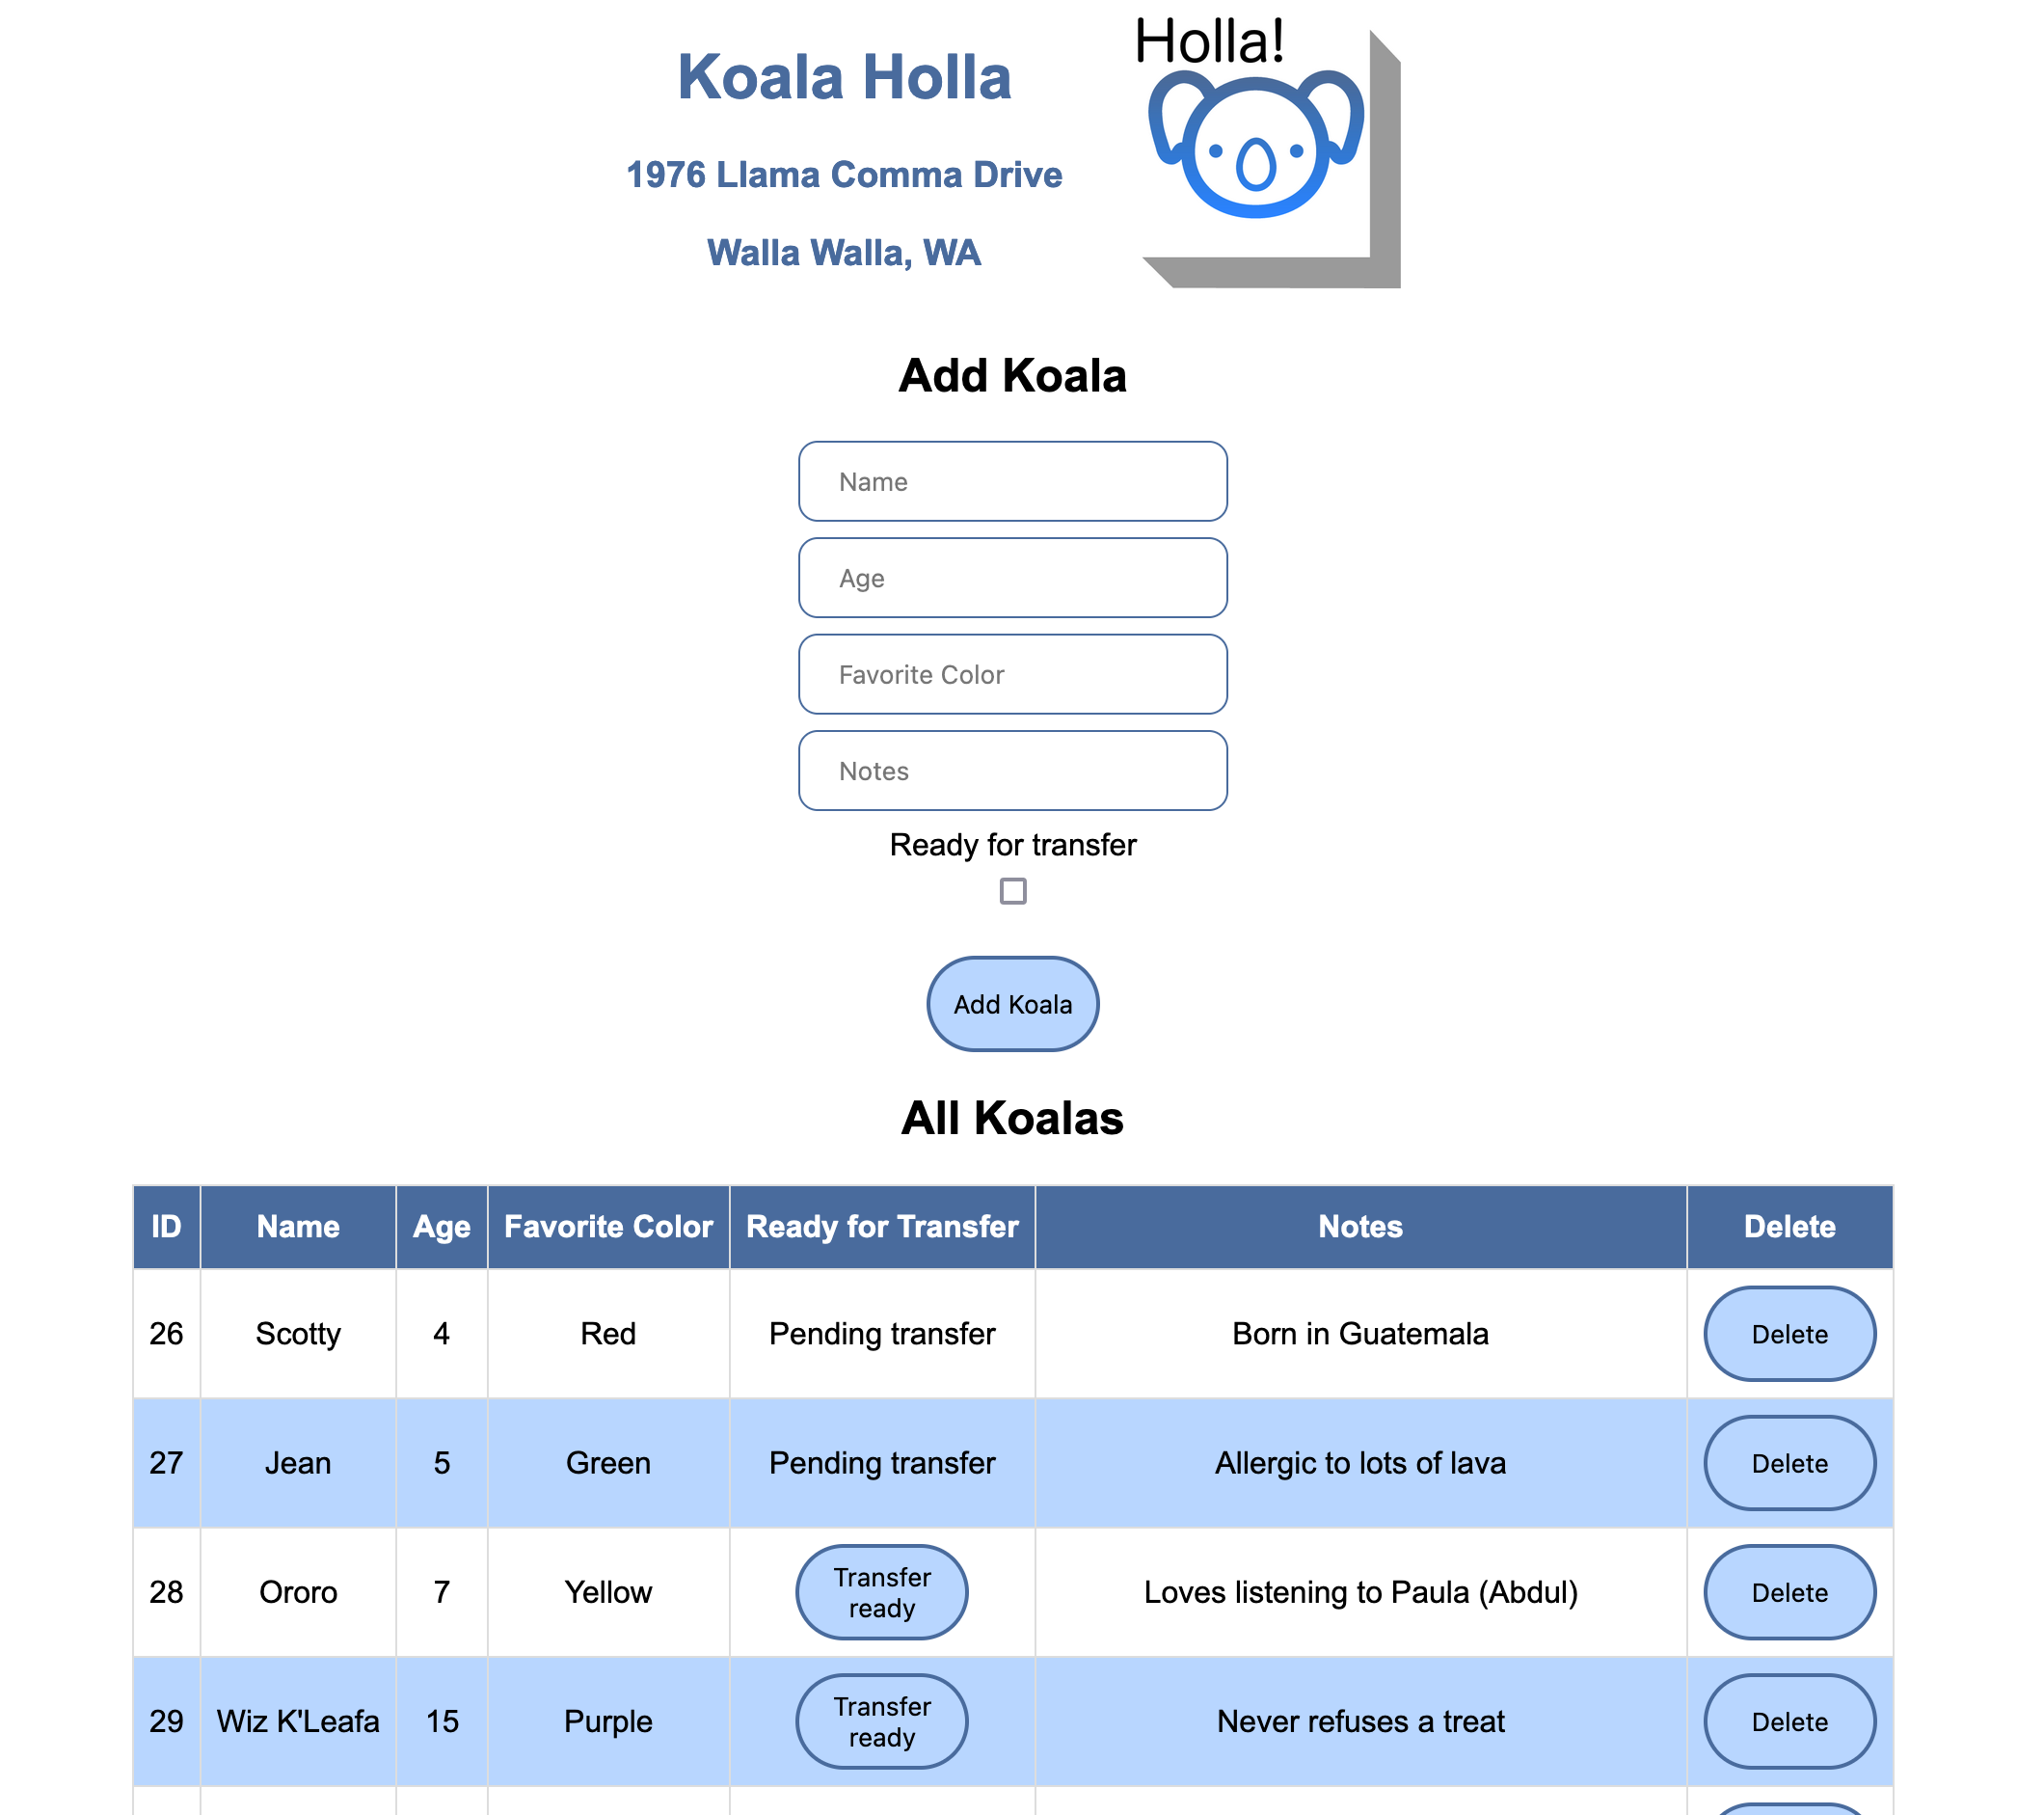 Holla!
Koala Holla
1976 Llama Comma Drive
Walla Walla, WA
Add Koala
Name
Age
Favorite Color
Notes
Ready for transfer
Add Koala
All Koalas
ID Name Age Favorite Color Ready for Transfer Notes Delete
26 Scotty 4 Red Pending transfer Born in Guatemala Delete
27 Jean 5 Green Pending transfer Allergic to lots of lava Delete
28 Ororo 7 Yellow Transfer ready Loves listening to Paula (Abdul) Delete
29 Wiz K'Leafa 15 Purple Transfer ready Never refuses a treat Delete